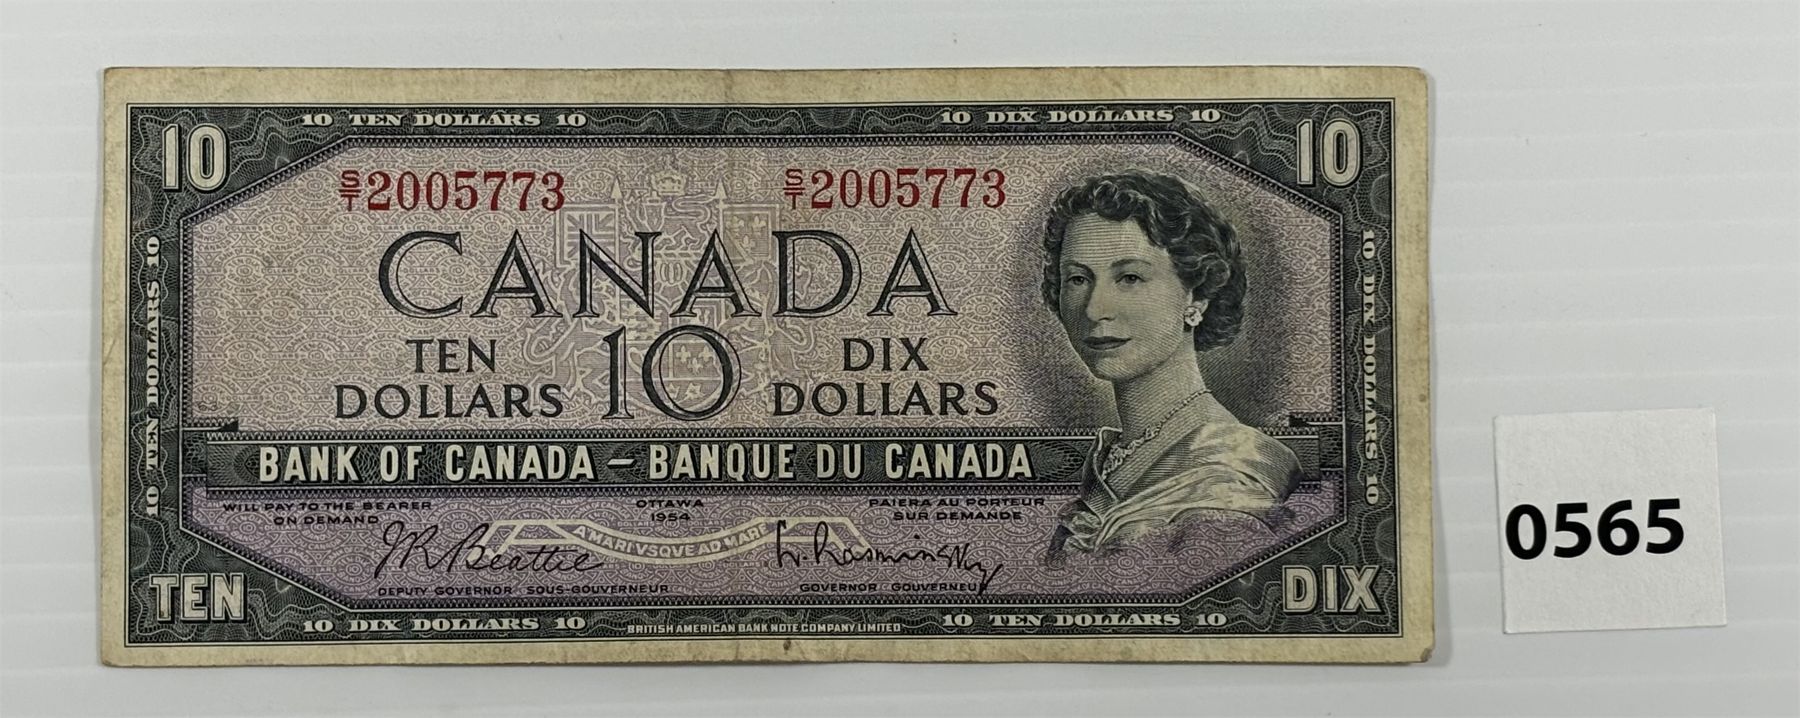 10 TEN DOLLARS 10
10 DIX DOLLARS 10
10
10
S/T 2005773
S/T 2005773
CANADA
TEN DOLLARS
10
DIX DOLLARS
10 TEN DOLLARS 10
10 DIX DOLLARS 10
BANK OF CANADA – BANQUE DU CANADA
WILL PAY TO THE BEARER
ON DEMAND
OTTAWA
1954
PAIERA AU PORTEUR
SUR DEMANDE
A MARI VSQVE AD MARE
J R Beattie
L. Rasminsky
DEPUTY GOVERNOR SOUS-GOUVERNEUR
GOVERNOR GOUVERNEUR
TEN
DIX
10 DIX DOLLARS 10
BRITISH AMERICAN BANK NOTE COMPANY LIMITED
10 TEN DOLLARS 10
0565